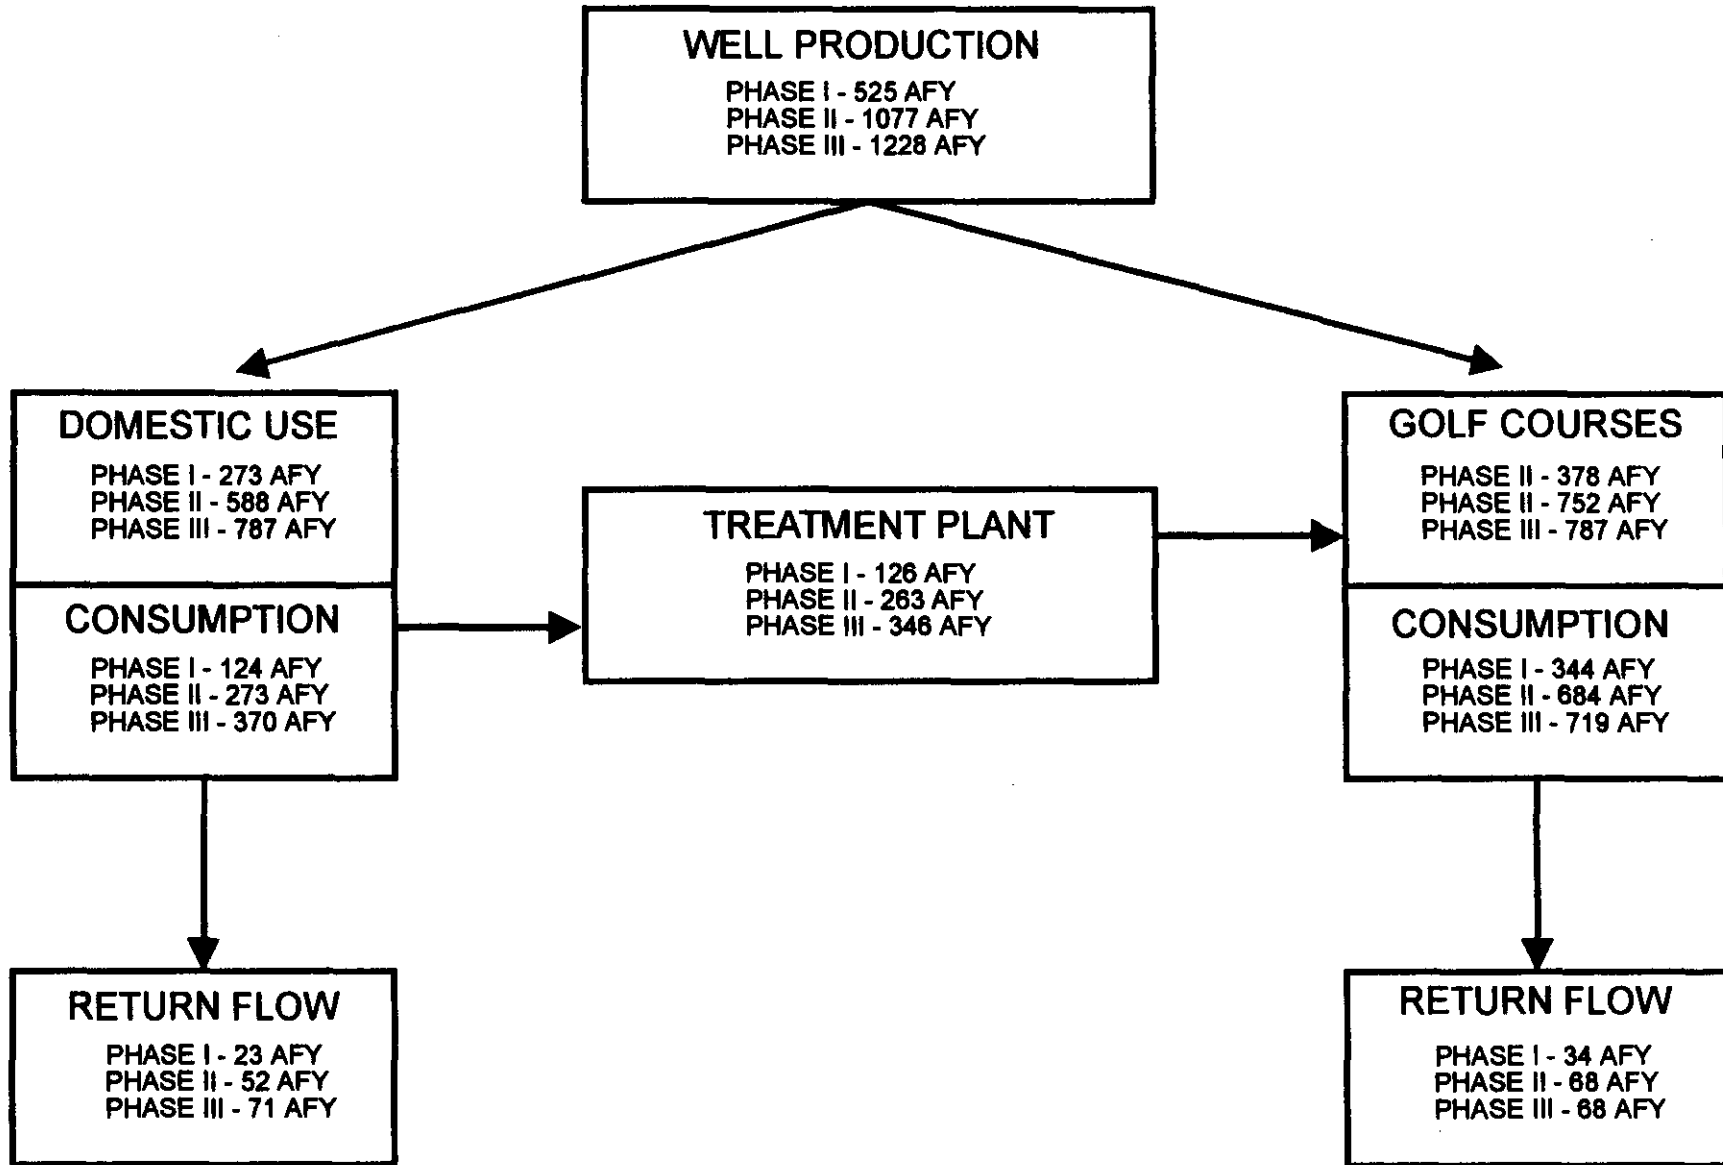 WELL PRODUCTION
PHASE I - 525 AFY
PHASE II - 1077 AFY
PHASE III - 1228 AFY
DOMESTIC USE
PHASE I - 273 AFY
PHASE II - 588 AFY
PHASE III - 787 AFY
CONSUMPTION
PHASE I - 124 AFY
PHASE II - 273 AFY
PHASE III - 370 AFY
TREATMENT PLANT
PHASE I - 126 AFY
PHASE II - 263 AFY
PHASE III - 346 AFY
GOLF COURSES
PHASE II - 378 AFY
PHASE II - 752 AFY
PHASE III - 787 AFY
CONSUMPTION
PHASE I - 344 AFY
PHASE II - 684 AFY
PHASE III - 719 AFY
RETURN FLOW
PHASE I - 23 AFY
PHASE II - 52 AFY
PHASE III - 71 AFY
RETURN FLOW
PHASE I - 34 AFY
PHASE II - 68 AFY
PHASE III - 68 AFY